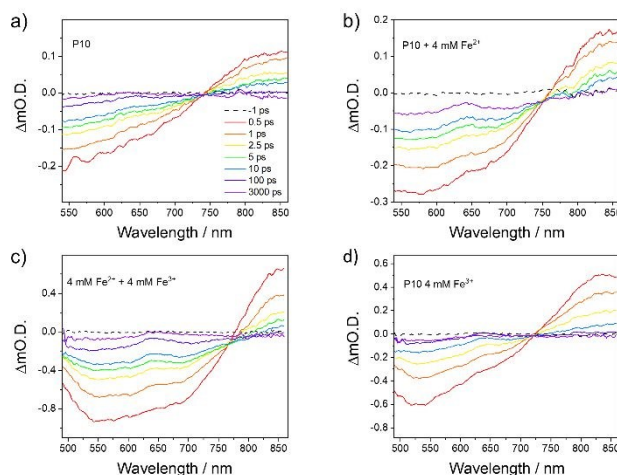 a)
P10
ΔmO.D.
0.2
0.1
0.0
-0.1
-0.2
-0.3
-1 ps
0.5 ps
1 ps
2.5 ps
5 ps
10 ps
100 ps
3000 ps
550 600 650 700 750 800 850
Wavelength / nm
b)
P10 + 4 mM Fe²⁺
ΔmO.D.
0.2
0.1
0.0
-0.1
-0.2
-0.3
550 600 650 700 750 800 850
Wavelength / nm
c)
4 mM Fe²⁺ + 4 mM Fe³⁺
ΔmO.D.
0.4
0.0
-0.4
-0.8
500 550 600 650 700 750 800 850
Wavelength / nm
d)
P10 4 mM Fe³⁺
ΔmO.D.
0.6
0.4
0.2
0.0
-0.2
-0.4
-0.6
-0.8
500 550 600 650 700 750 800 850
Wavelength / nm